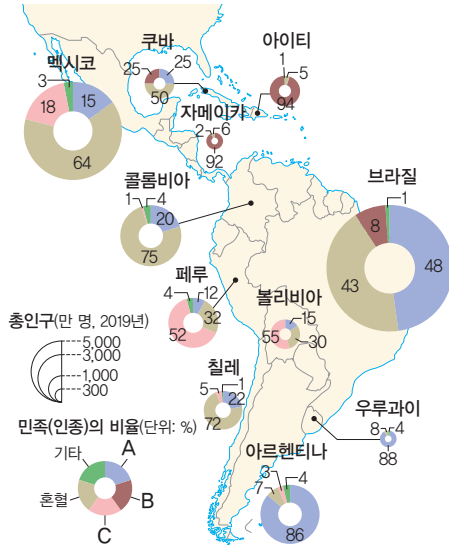 쿠바
25
25
50
아이티
1
5
94
멕시코
3
15
18
64
자메이카
2
6
92
콜롬비아
1
4
20
75
브라질
1
8
48
43
페루
4
12
32
52
볼리비아
15
30
55
총인구(만 명, 2019년)
5,000
3,000
1,000
300
칠레
5
1
22
72
우루과이
8
4
88
민족(인종)의 비율(단위: %)
기타
A
혼혈
B
C
아르헨티나
3
4
7
86